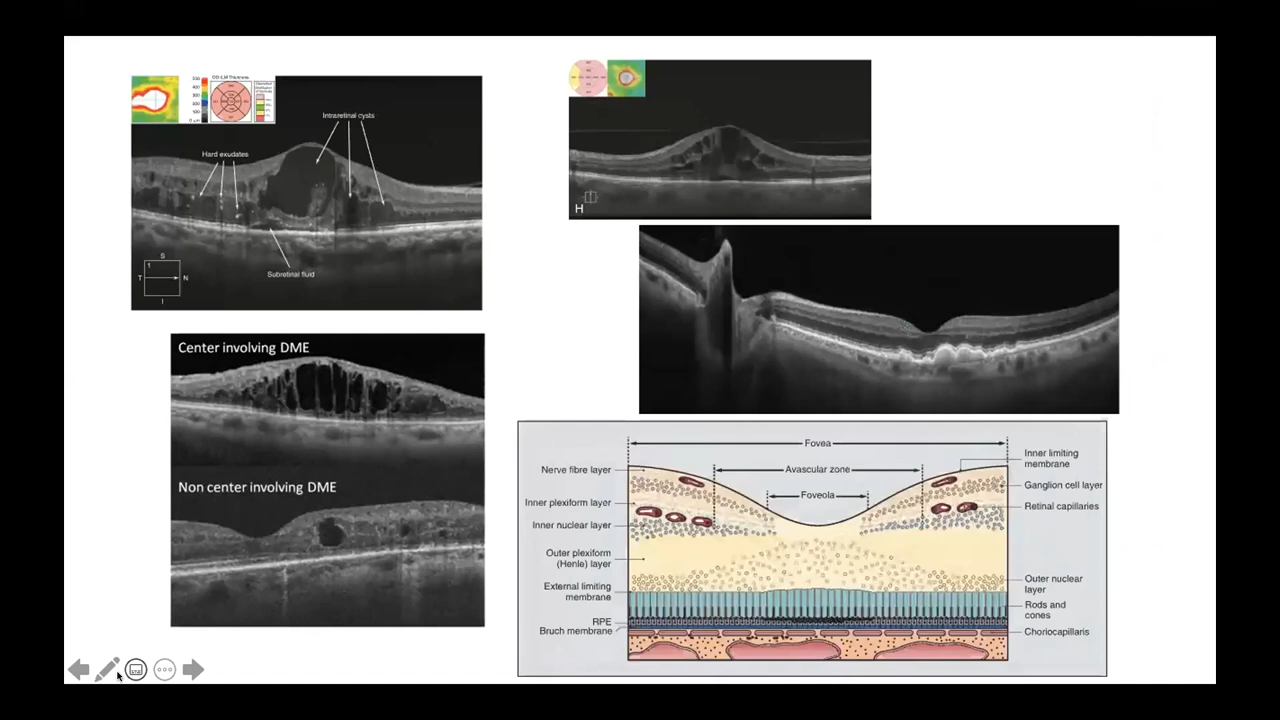 Intraretinal cysts
Hard exudates
Subretinal fluid
S
1
T
N
I
H
Center involving DME
Non center involving DME
Fovea
Avascular zone
Foveola
Nerve fibre layer
Inner plexiform layer
Inner nuclear layer
Outer plexiform
(Henle) layer
External limiting
membrane
RPE
Bruch membrane
Inner limiting
membrane
Ganglion cell layer
Retinal capillaries
Outer nuclear
layer
Rods and
cones
Choriocapillaris